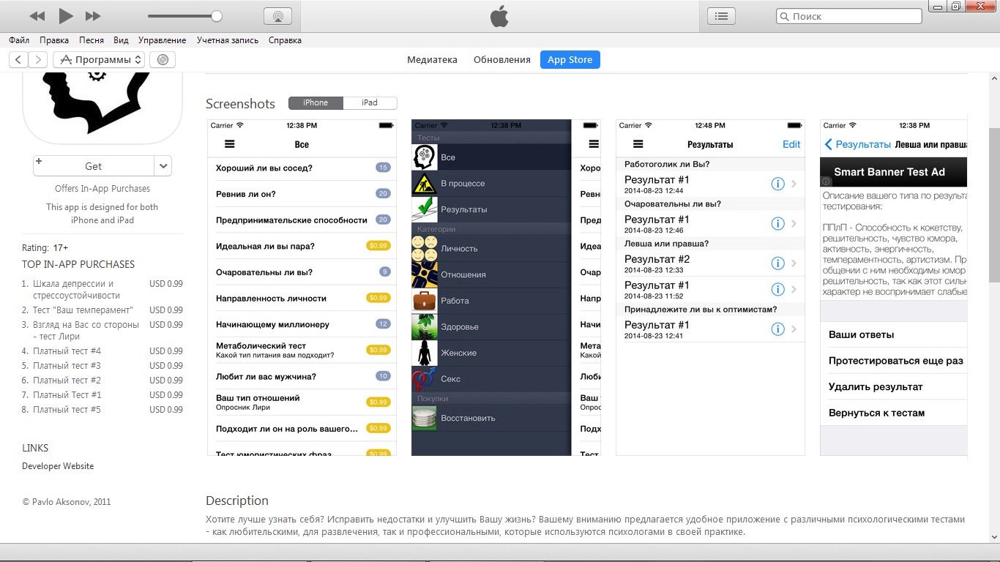 Поиск
Файл Правка Песня Вид Управление Учетная запись Справка
Программы
Медиатека Обновления App Store
Get
Offers In-App Purchases
This app is designed for both
iPhone and iPad
Rating: 17+
TOP IN-APP PURCHASES
1. Шкала депрессии и стрессоустойчивости USD 0.99
2. Тест "Ваш темперамент" USD 0.99
3. Взгляд на Вас со стороны - тест Лири USD 0.99
4. Платный тест #4 USD 0.99
5. Платный тест #3 USD 0.99
6. Платный тест #2 USD 0.99
7. Платный Тест #1 USD 0.99
8. Платный тест #5 USD 0.99
LINKS
Developer Website
© Pavlo Aksonov, 2011
Screenshots iPhone iPad
Carrier 12:38 PM
Все
Хороший ли вы сосед? 15
Ревнив ли он? 20
Предпринимательские способности 20
Идеальная ли вы пара? $0.99
Очаровательны ли вы? 9
Направленность личности $0.99
Начинающему миллионеру 12
Метаболический тест $0.99
Какой тип питания вам подходит?
Любит ли вас мужчина? 10
Ваш тип отношений $0.99
Опросник Лири
Подходит ли он на роль вашего... $0.99
Тест юмористических фраз $0.99
Carrier 12:38 PM
Тесты
Все
В процессе
Результаты
Категории
Личность
Отношения
Работа
Здоровье
Женские
Секс
Покупки
Восстановить
Хоро
Ревн
Пред
Идеа
Очар
Напр
Начи
Мета
Какой
Люби
Ваш т
Опрос
Подх
Тест
Carrier 12:48 PM
Результаты Edit
Работоголик ли Вы?
Результат #1
2014-08-23 12:44
Очаровательны ли вы?
Результат #1
2014-08-23 12:46
Левша или правша?
Результат #2
2014-08-23 12:33
Результат #1
2014-08-23 11:52
Принадлежите ли вы к оптимистам?
Результат #1
2014-08-23 12:41
Carrier 12:38 PM
Результаты Левша или правша
Smart Banner Test Ad
Описание вашего типа по результа
тестирования:
ППлП - Способность к кокетству,
решительность, чувство юмора,
активность, энергичность,
темпераментность, артистизм. Пр
общении с ним необходимы юмор
решительность, так как этот сильн
характер не воспринимает слабые
Ваши ответы
Протестироваться еще раз
Удалить результат
Вернуться к тестам
Description
Хотите лучше узнать себя? Исправить недостатки и улучшить Вашу жизнь? Вашему вниманию предлагается удобное приложение с различными психологическими тестами
- как любительскими, для развлечения, так и профессиональными, которые используются психологами в своей практике.